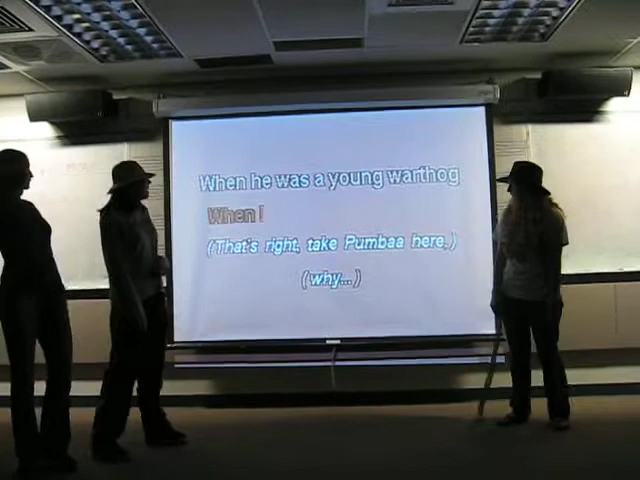 When he was a young warthog
When I
(That's right, take Pumbaa here,)
(why...)